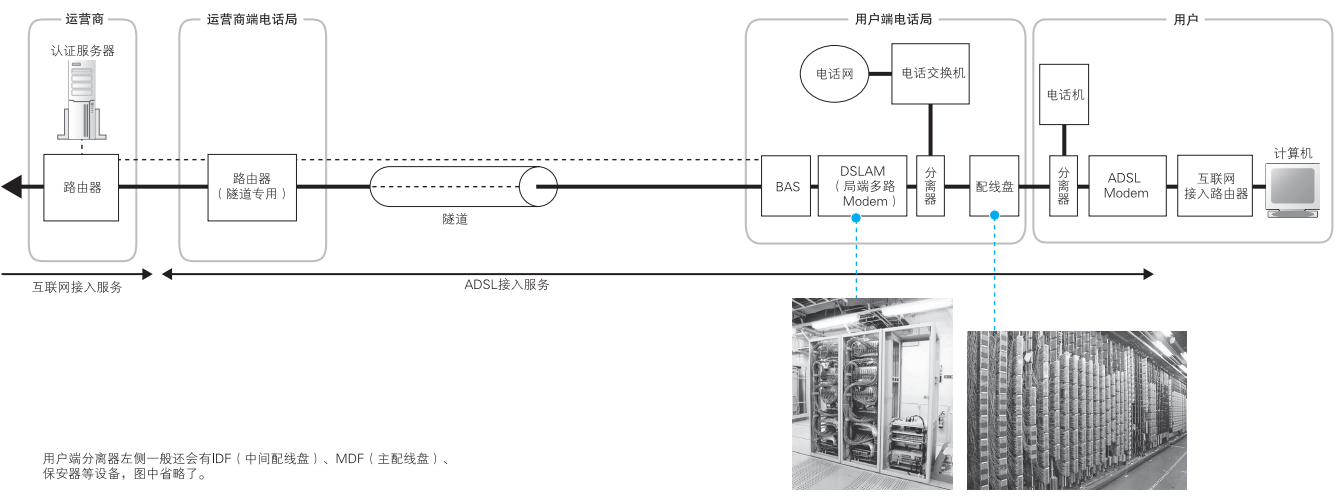 运营商
运营商端电话局
用户端电话局
用户
认证服务器
电话网
电话交换机
电话机
路由器
路由器
（隧道专用）
隧道
BAS
DSLAM
（局端多路
Modem）
分离器
配线盘
分离器
ADSL
Modem
互联网
接入路由器
计算机
互联网接入服务
ADSL接入服务
用户端分离器左侧一般还会有IDF（中间配线盘）、MDF（主配线盘）、
保安器等设备，图中省略了。